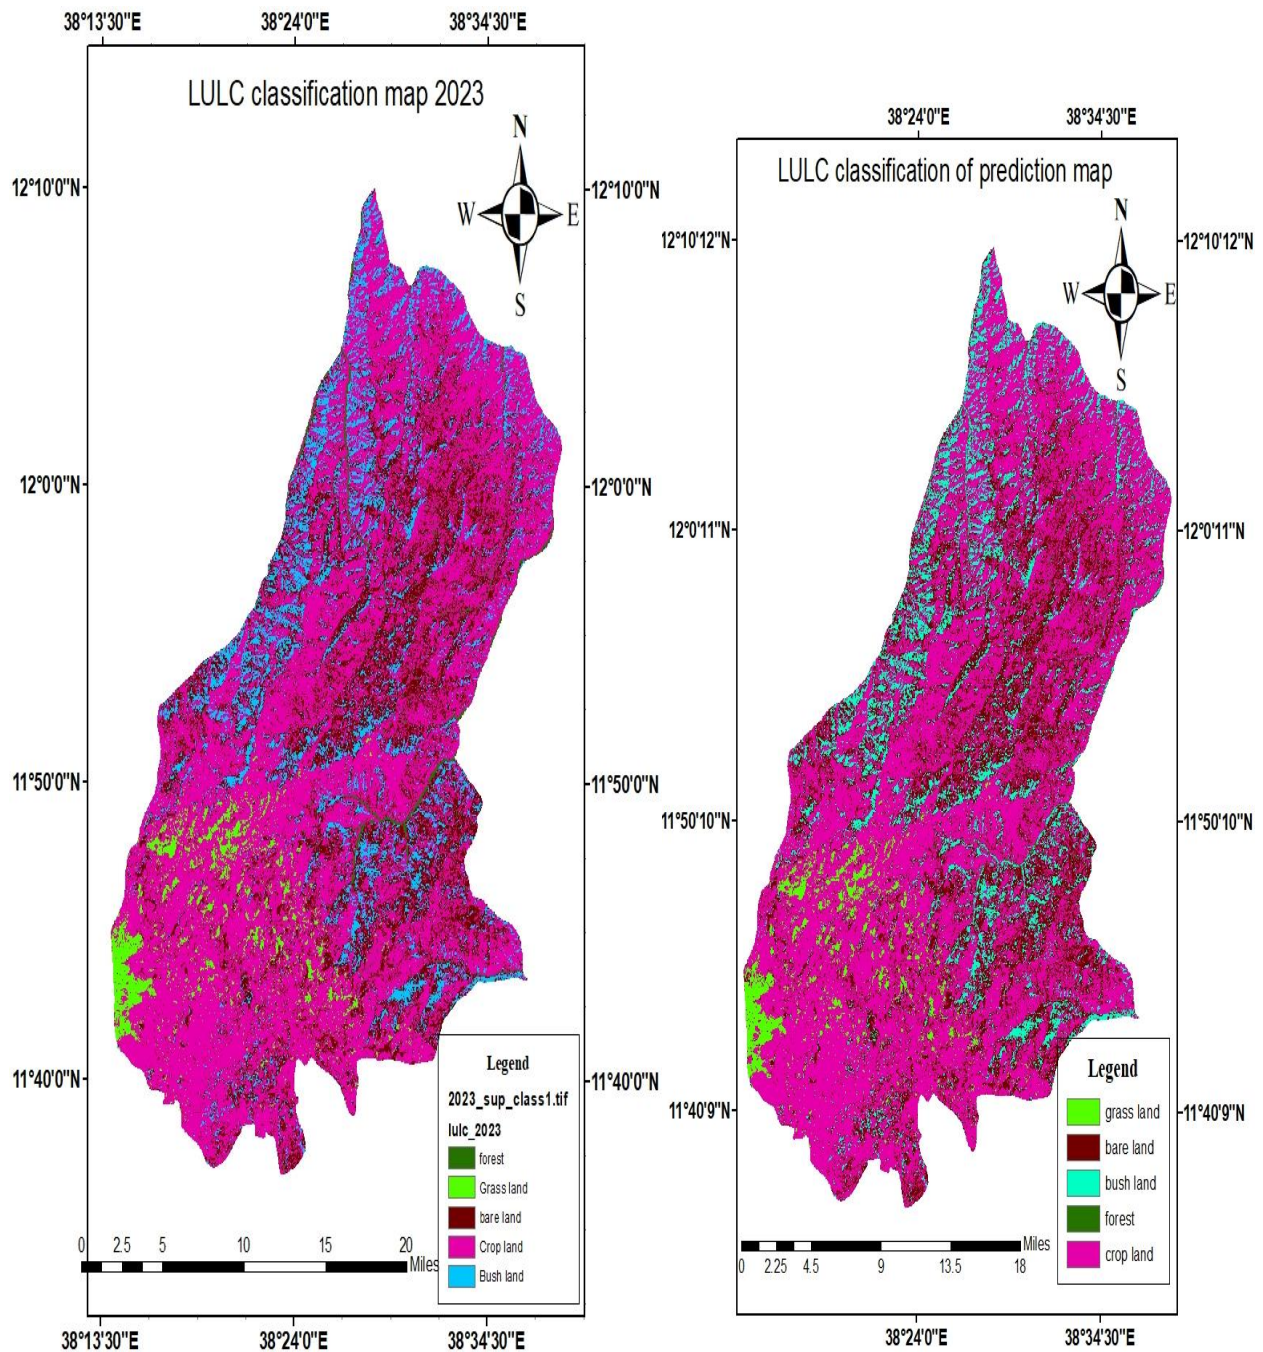 38°13'30"E 38°24'0"E 38°34'30"E
LULC classification map 2023
N
W E
S
12°10'0"N 12°10'0"N
12°0'0"N 12°0'0"N
11°50'0"N 11°50'0"N
11°40'0"N 11°40'0"N
Legend
2023_sup_class1.tif
lulc_2023
forest
Grass land
bare land
Crop land
Bush land
0 2.5 5 10 15 20
Miles
38°13'30"E 38°24'0"E 38°34'30"E
38°24'0"E 38°34'30"E
LULC classification of prediction map
N
W E
S
12°10'12"N 12°10'12"N
12°0'11"N 12°0'11"N
11°50'10"N 11°50'10"N
11°40'9"N 11°40'9"N
Legend
grass land
bare land
bush land
forest
crop land
Miles
0 2.25 4.5 9 13.5 18
38°24'0"E 38°34'30"E